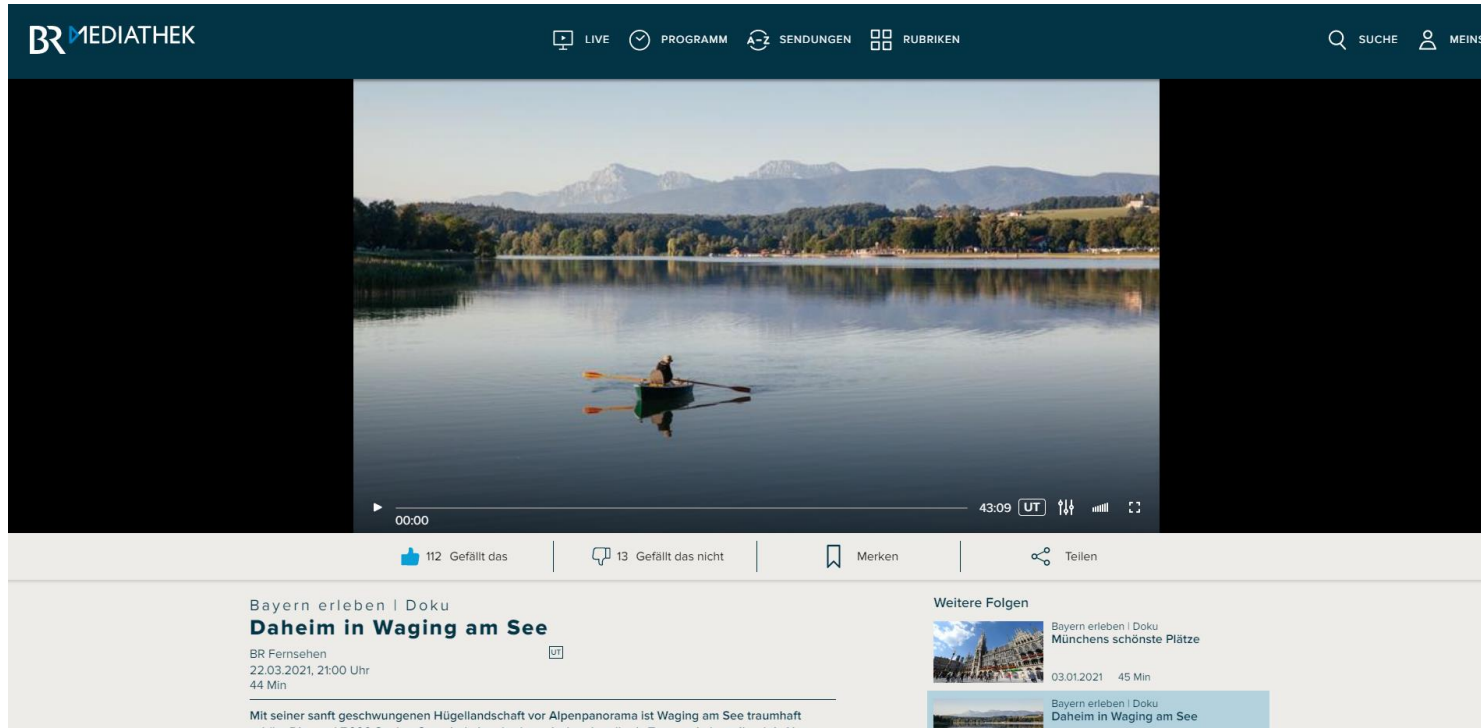 BR MEDIATHEK
LIVE PROGRAMM A-Z SENDUNGEN RUBRIKEN
SUCHE MEINS
00:00
43:09 UT
112 Gefällt das
13 Gefällt das nicht
Merken
Teilen
Bayern erleben | Doku
Daheim in Waging am See
BR Fernsehen UT
22.03.2021, 21:00 Uhr
44 Min
Mit seiner sanft geschwungenen Hügellandschaft vor Alpenpanorama ist Waging am See traumhaft
Weitere Folgen
Bayern erleben | Doku
Münchens schönste Plätze
03.01.2021 45 Min
Bayern erleben | Doku
Daheim in Waging am See